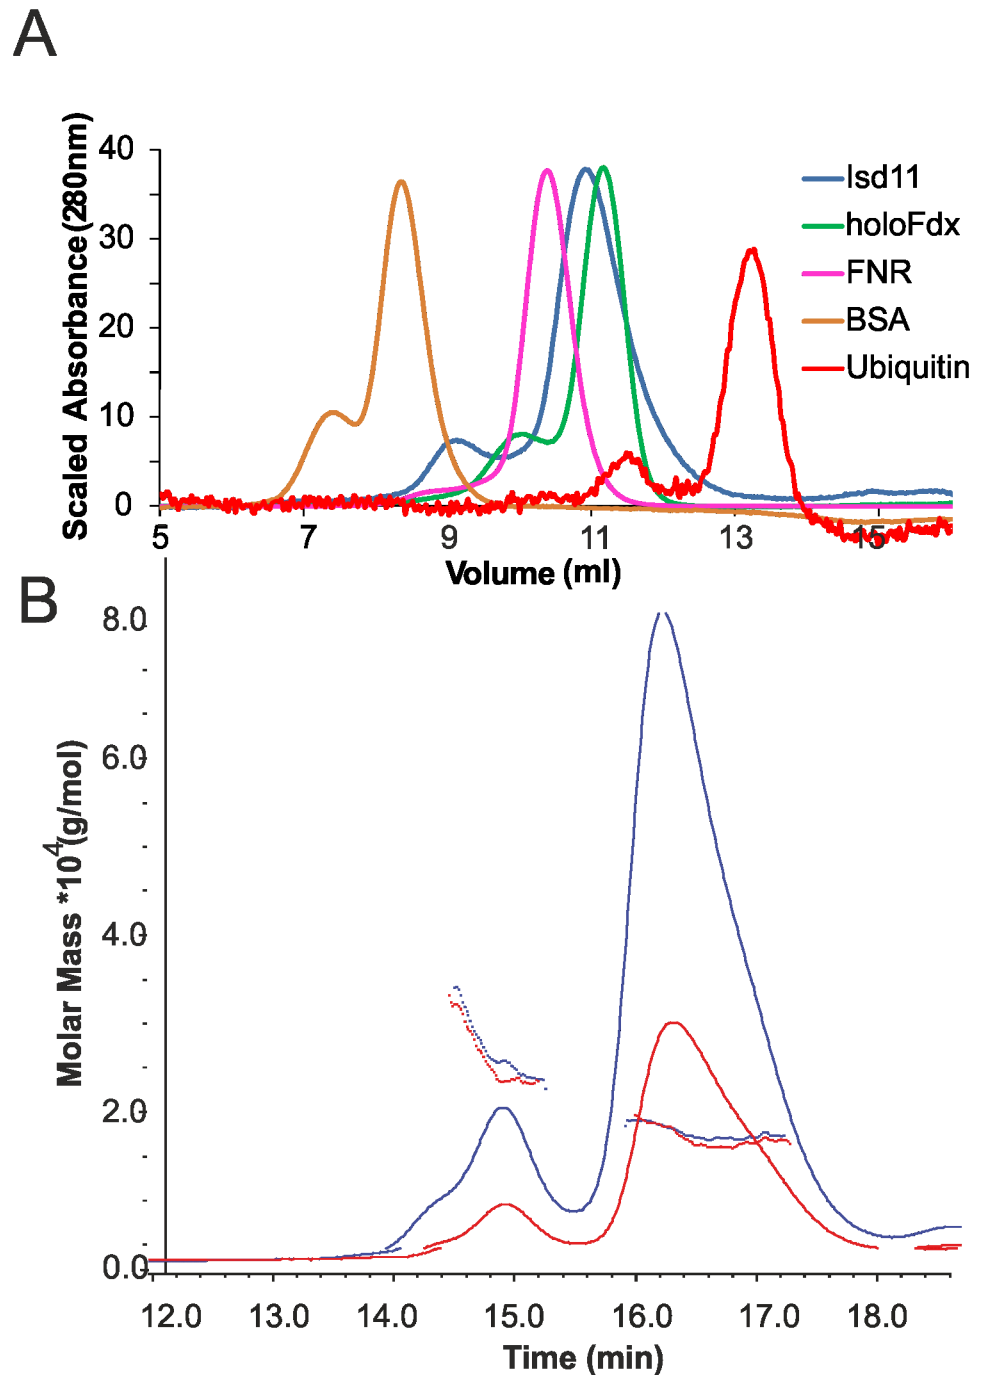 A
Scaled Absorbance(280nm)
40
30
20
10
0
5
7
9
11
13
15
Volume (ml)
Isd11
holoFdx
FNR
BSA
Ubiquitin
B
Molar Mass *10^4(g/mol)
8.0
6.0
4.0
2.0
0.0
12.0
13.0
14.0
15.0
16.0
17.0
18.0
Time (min)